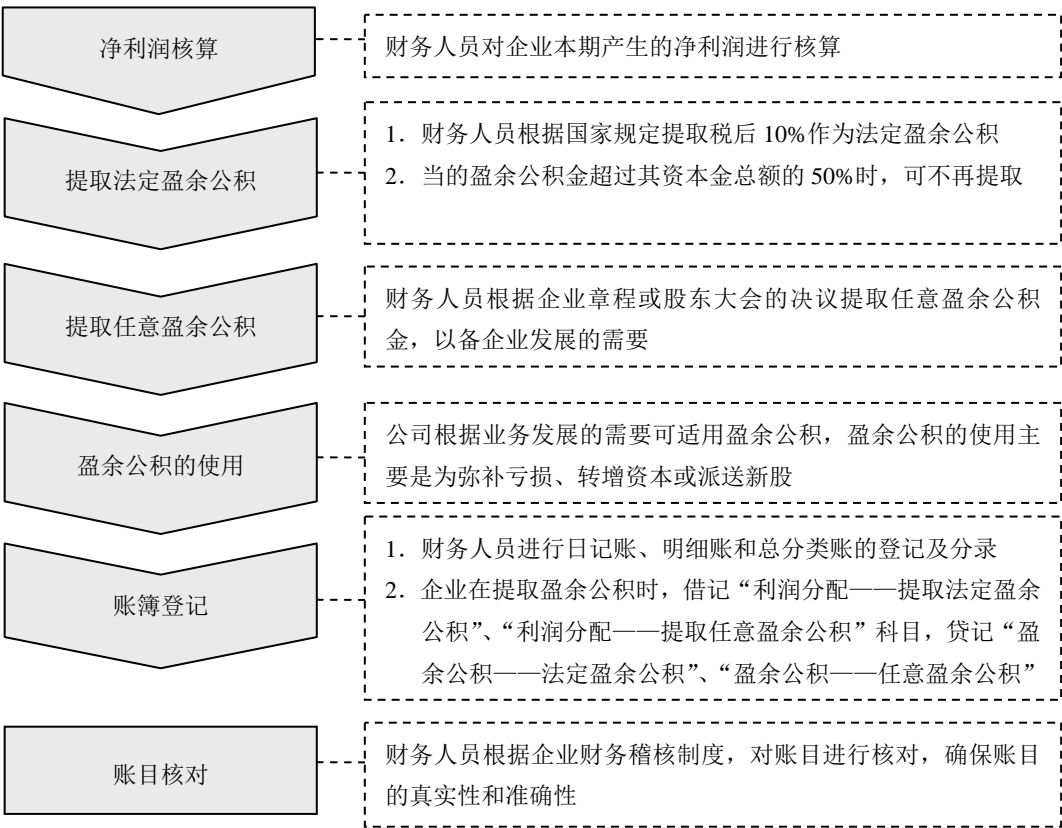 净利润核算
财务人员对企业本期产生的净利润进行核算
提取法定盈余公积
1．财务人员根据国家规定提取税后 10%作为法定盈余公积
2．当的盈余公积金超过其资本金总额的 50%时，可不再提取
提取任意盈余公积
财务人员根据企业章程或股东大会的决议提取任意盈余公积
金，以备企业发展的需要
盈余公积的使用
公司根据业务发展的需要可适用盈余公积，盈余公积的使用主
要是为弥补亏损、转增资本或派送新股
账簿登记
1．财务人员进行日记账、明细账和总分类账的登记及分录
2．企业在提取盈余公积时，借记“利润分配——提取法定盈余
公积”、“利润分配——提取任意盈余公积”科目，贷记“盈
余公积——法定盈余公积”、“盈余公积——任意盈余公积”
账目核对
财务人员根据企业财务稽核制度，对账目进行核对，确保账目
的真实性和准确性